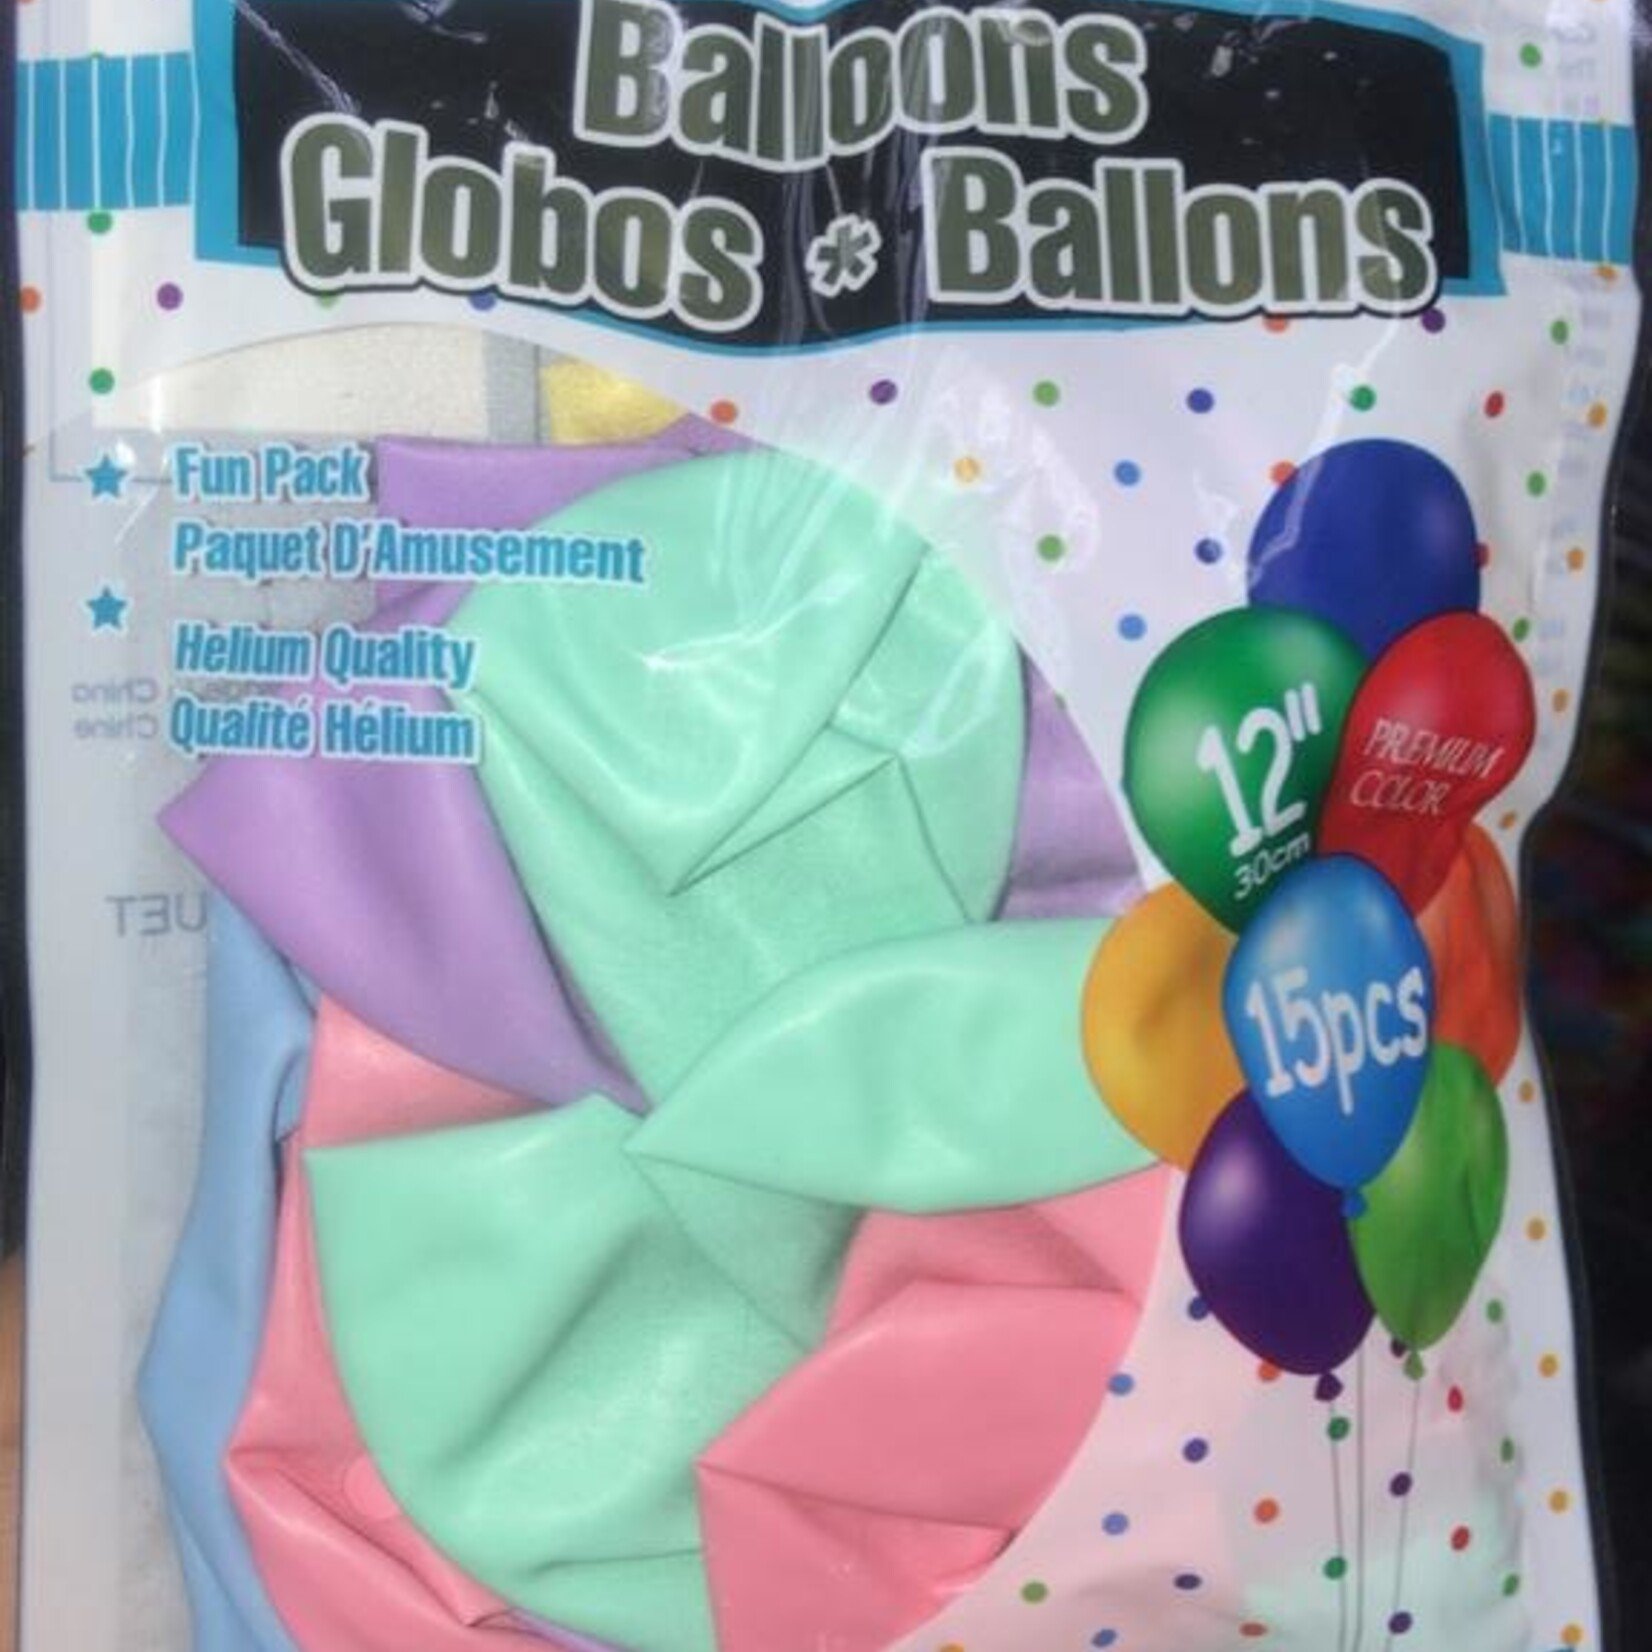 Balloons
Globos * Ballons
Fun Pack
Paquet D'Amusement
Helium Quality
Qualité Hélium
12"
30cm
PREMIUM
COLOR
15pcs